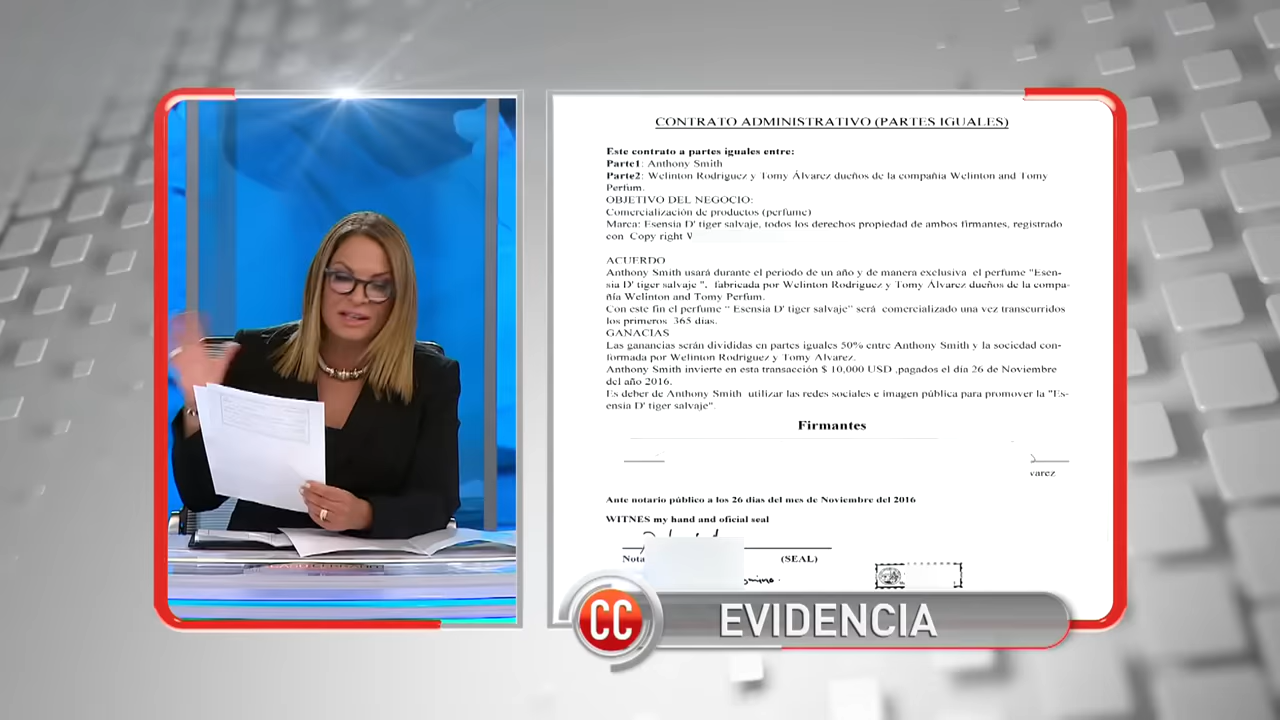 CONTRATO ADMINISTRATIVO (PARTES IGUALES)
Este contrato a partes iguales entre:
Parte1: Anthony Smith
Parte2: Welinton Rodriguez y Tomy Álvarez dueños de la compañia Welinton and Tomy
Perfum.
OBJETIVO DEL NEGOCIO:
Comercialización de productos (perfume)
Marca: Esensia D' tiger salvaje, todos los derechos propiedad de ambos firmantes, registrado
con Copy right
ACUERDO
Anthony Smith usará durante el periodo de un año y de manera exclusiva el perfume "Esen-
sia D' tiger salvaje ", fabricada por Welinton Rodriguez y Tomy Álvarez dueños de la compa-
ñía Welinton and Tomy Perfum.
Con este fin el perfume " Esensia D' tiger salvaje" será comercializado una vez transcurridos
los primeros 365 dias.
GANACIAS
Las ganancias serán divididas en partes iguales 50% entre Anthony Smith y la sociedad con-
formada por Welinton Rodriguez y Tomy Alvarez.
Anthony Smith invierte en esta transacción $ 10,000 USD ,pagados el día 26 de Noviembre
del año 2016.
Es deber de Anthony Smith utilizar las redes sociales e imagen pública para promover la "Es-
ensia D' tiger salvaje".
Firmantes
varez
Ante notario público a los 26 dias del mes de Noviembre del 2016
WITNES my hand and oficial seal
Nota (SEAL)
CC EVIDENCIA